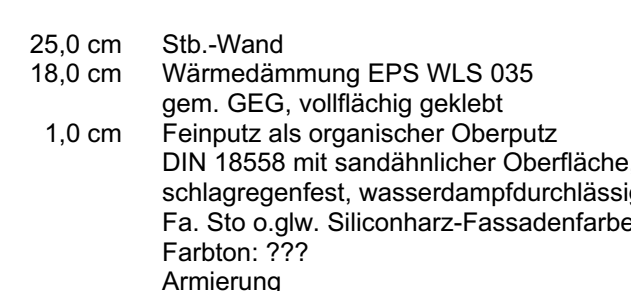 25,0 cm Stb.-Wand
18,0 cm Wärmedämmung EPS WLS 035
gem. GEG, vollflächig geklebt
1,0 cm Feinputz als organischer Oberputz
DIN 18558 mit sandähnlicher Oberfläche
schlagregenfest, wasserdampfdurchlässig
Fa. Sto o.glw. Siliconharz-Fassadenfarbe
Farbton: ???
Armierung